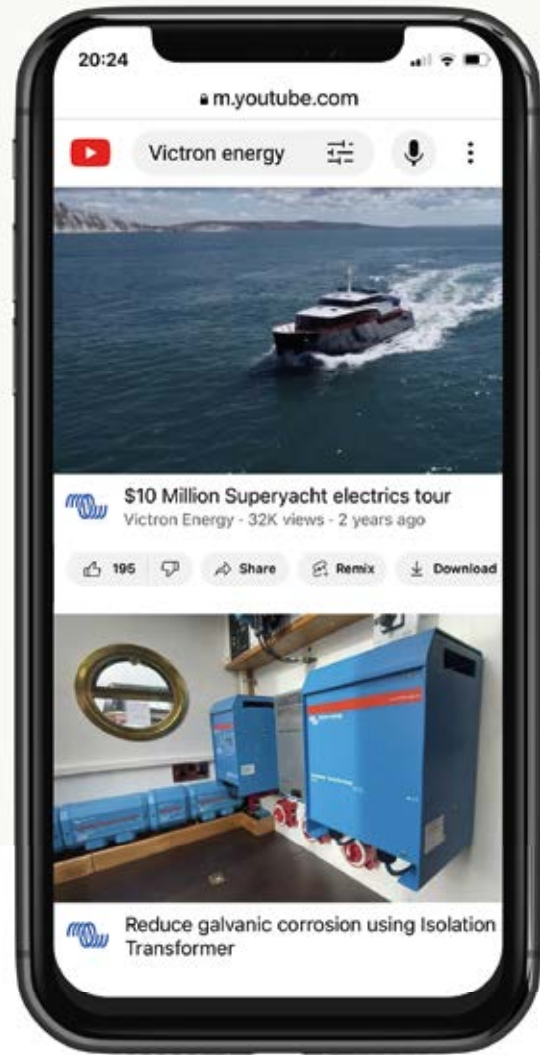 20:24
m.youtube.com
Victron energy
$10 Million Superyacht electrics tour
Victron Energy - 32K views - 2 years ago
195
Share
Remix
Download
Reduce galvanic corrosion using Isolation
Transformer